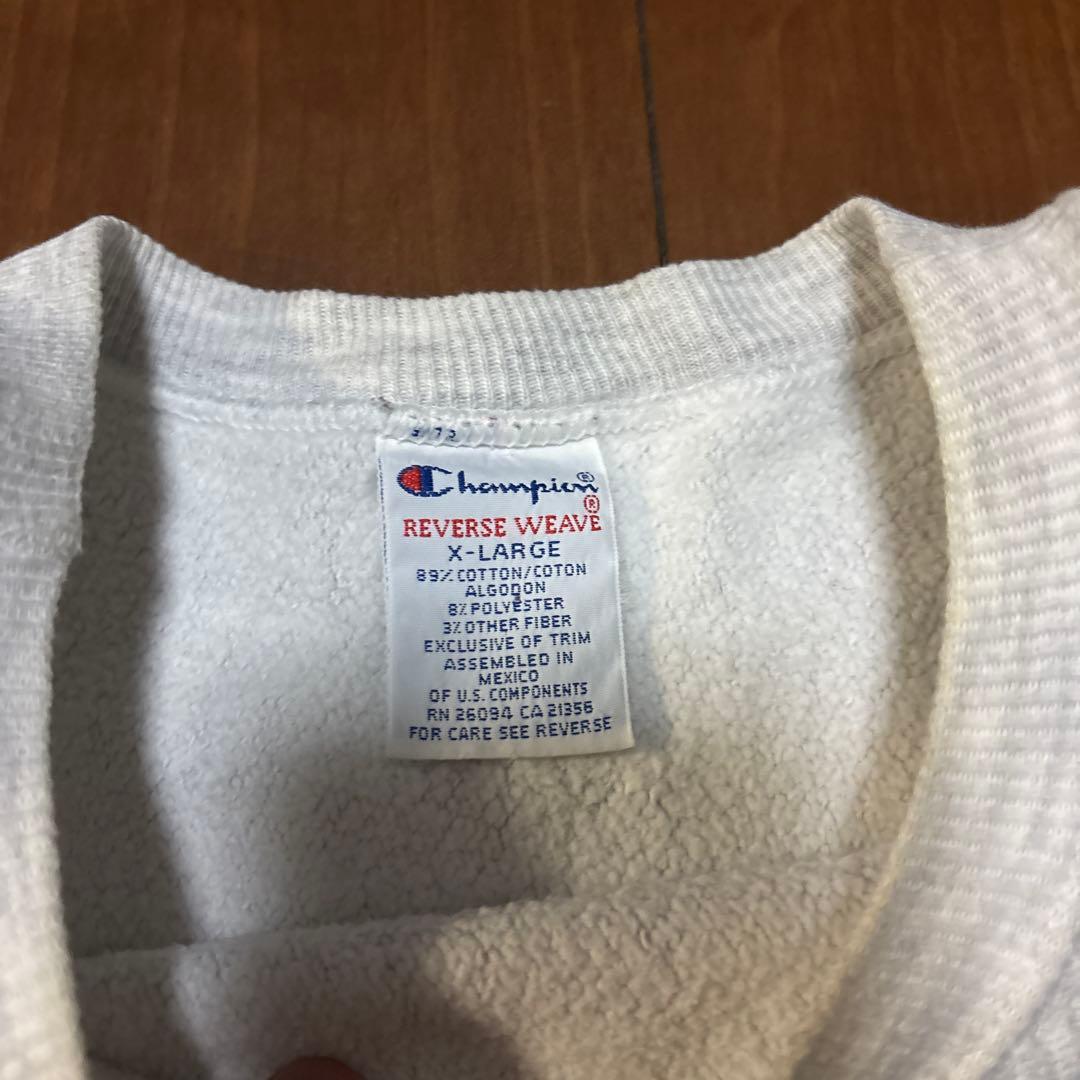 Champion®
REVERSE WEAVE®
X-LARGE
89% COTTON/COTON
ALGODON
8% POLYESTER
3% OTHER FIBER
EXCLUSIVE OF TRIM
ASSEMBLED IN
MEXICO
OF U.S. COMPONENTS
RN 26094 CA 21356
FOR CARE SEE REVERSE